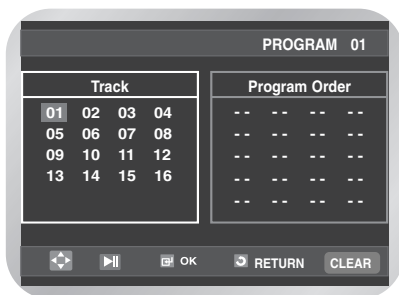 PROGRAM 01
Track
01 02 03 04
05 06 07 08
09 10 11 12
13 14 15 16
Program Order
- - - - - - - -
- - - - - - - -
- - - - - - - -
- - - - - - - -
- - - - - - - -
OK RETURN CLEAR